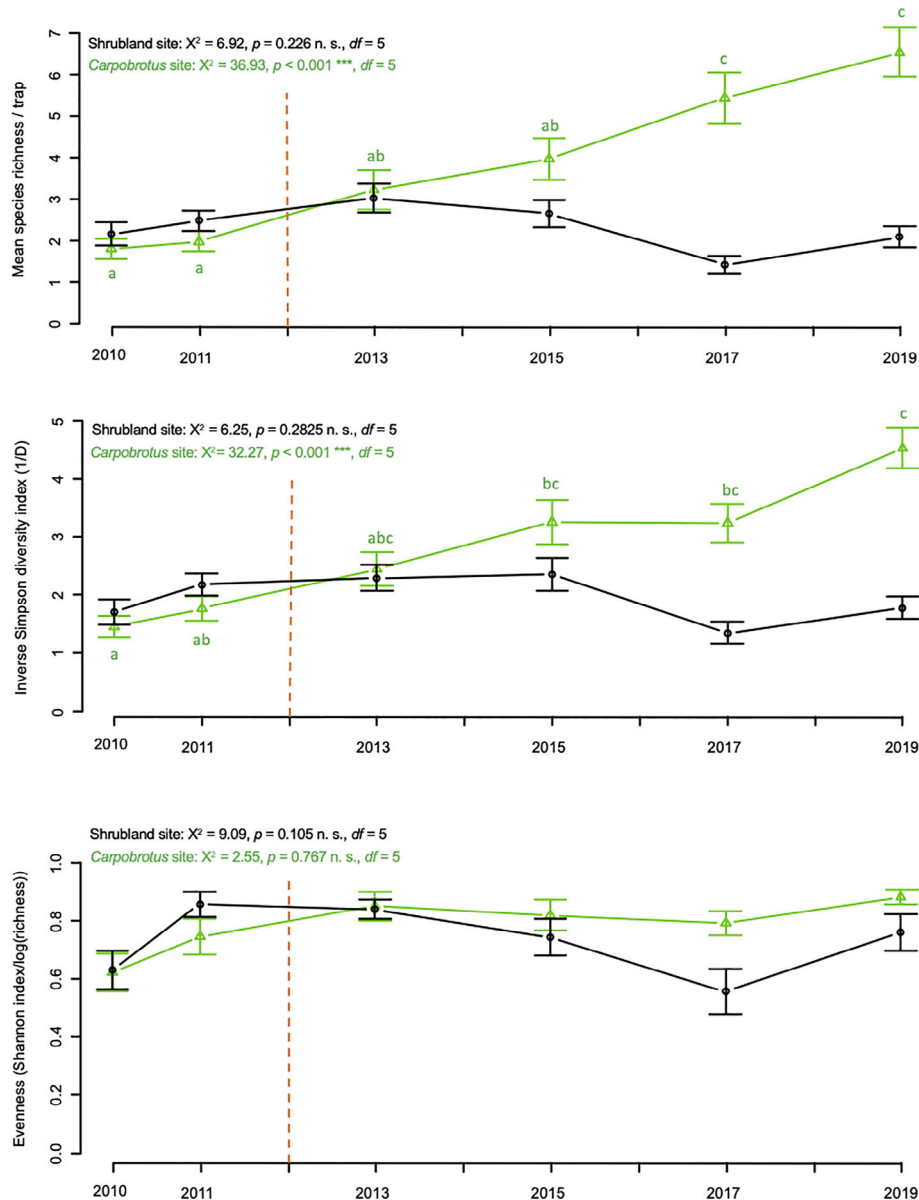 Shrubland site: X² = 6.92, p = 0.226 n. s., df = 5
Carpobrotus site: X² = 36.93, p < 0.001 ***, df = 5
Mean species richness / trap
7
6
5
4
3
2
1
0
a
a
ab
ab
c
c
2010
2011
2013
2015
2017
2019
Shrubland site: X² = 6.25, p = 0.2825 n. s., df = 5
Carpobrotus site: X² = 32.27, p < 0.001 ***, df = 5
Inverse Simpson diversity index (1/D)
5
4
3
2
1
0
a
ab
abc
bc
bc
c
2010
2011
2013
2015
2017
2019
Shrubland site: X² = 9.09, p = 0.105 n. s., df = 5
Carpobrotus site: X² = 2.55, p = 0.767 n. s., df = 5
Evenness (Shannon index/log(richness))
1.0
0.8
0.6
0.4
0.2
0.0
2010
2011
2013
2015
2017
2019